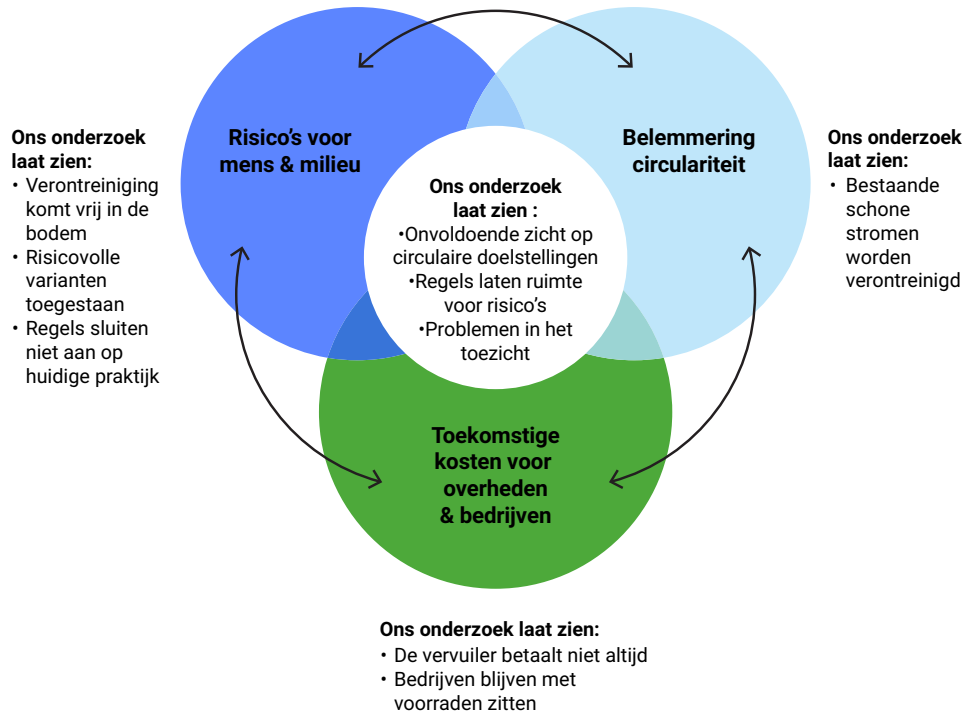 Risico's voor
mens & milieu
Belemmering
circulariteit
Ons onderzoek
laat zien:
• Verontreiniging
komt vrij in de
bodem
• Risicovolle
varianten
toegestaan
• Regels sluiten
niet aan op
huidige praktijk
Ons onderzoek
laat zien :
•Onvoldoende zicht op
circulaire doelstellingen
•Regels laten ruimte
voor risico's
•Problemen in het
toezicht
Ons onderzoek
laat zien:
• Bestaande
schone
stromen
worden
verontreinigd
Toekomstige
kosten voor
overheden
& bedrijven
Ons onderzoek laat zien:
• De vervuiler betaalt niet altijd
• Bedrijven blijven met
voorraden zitten